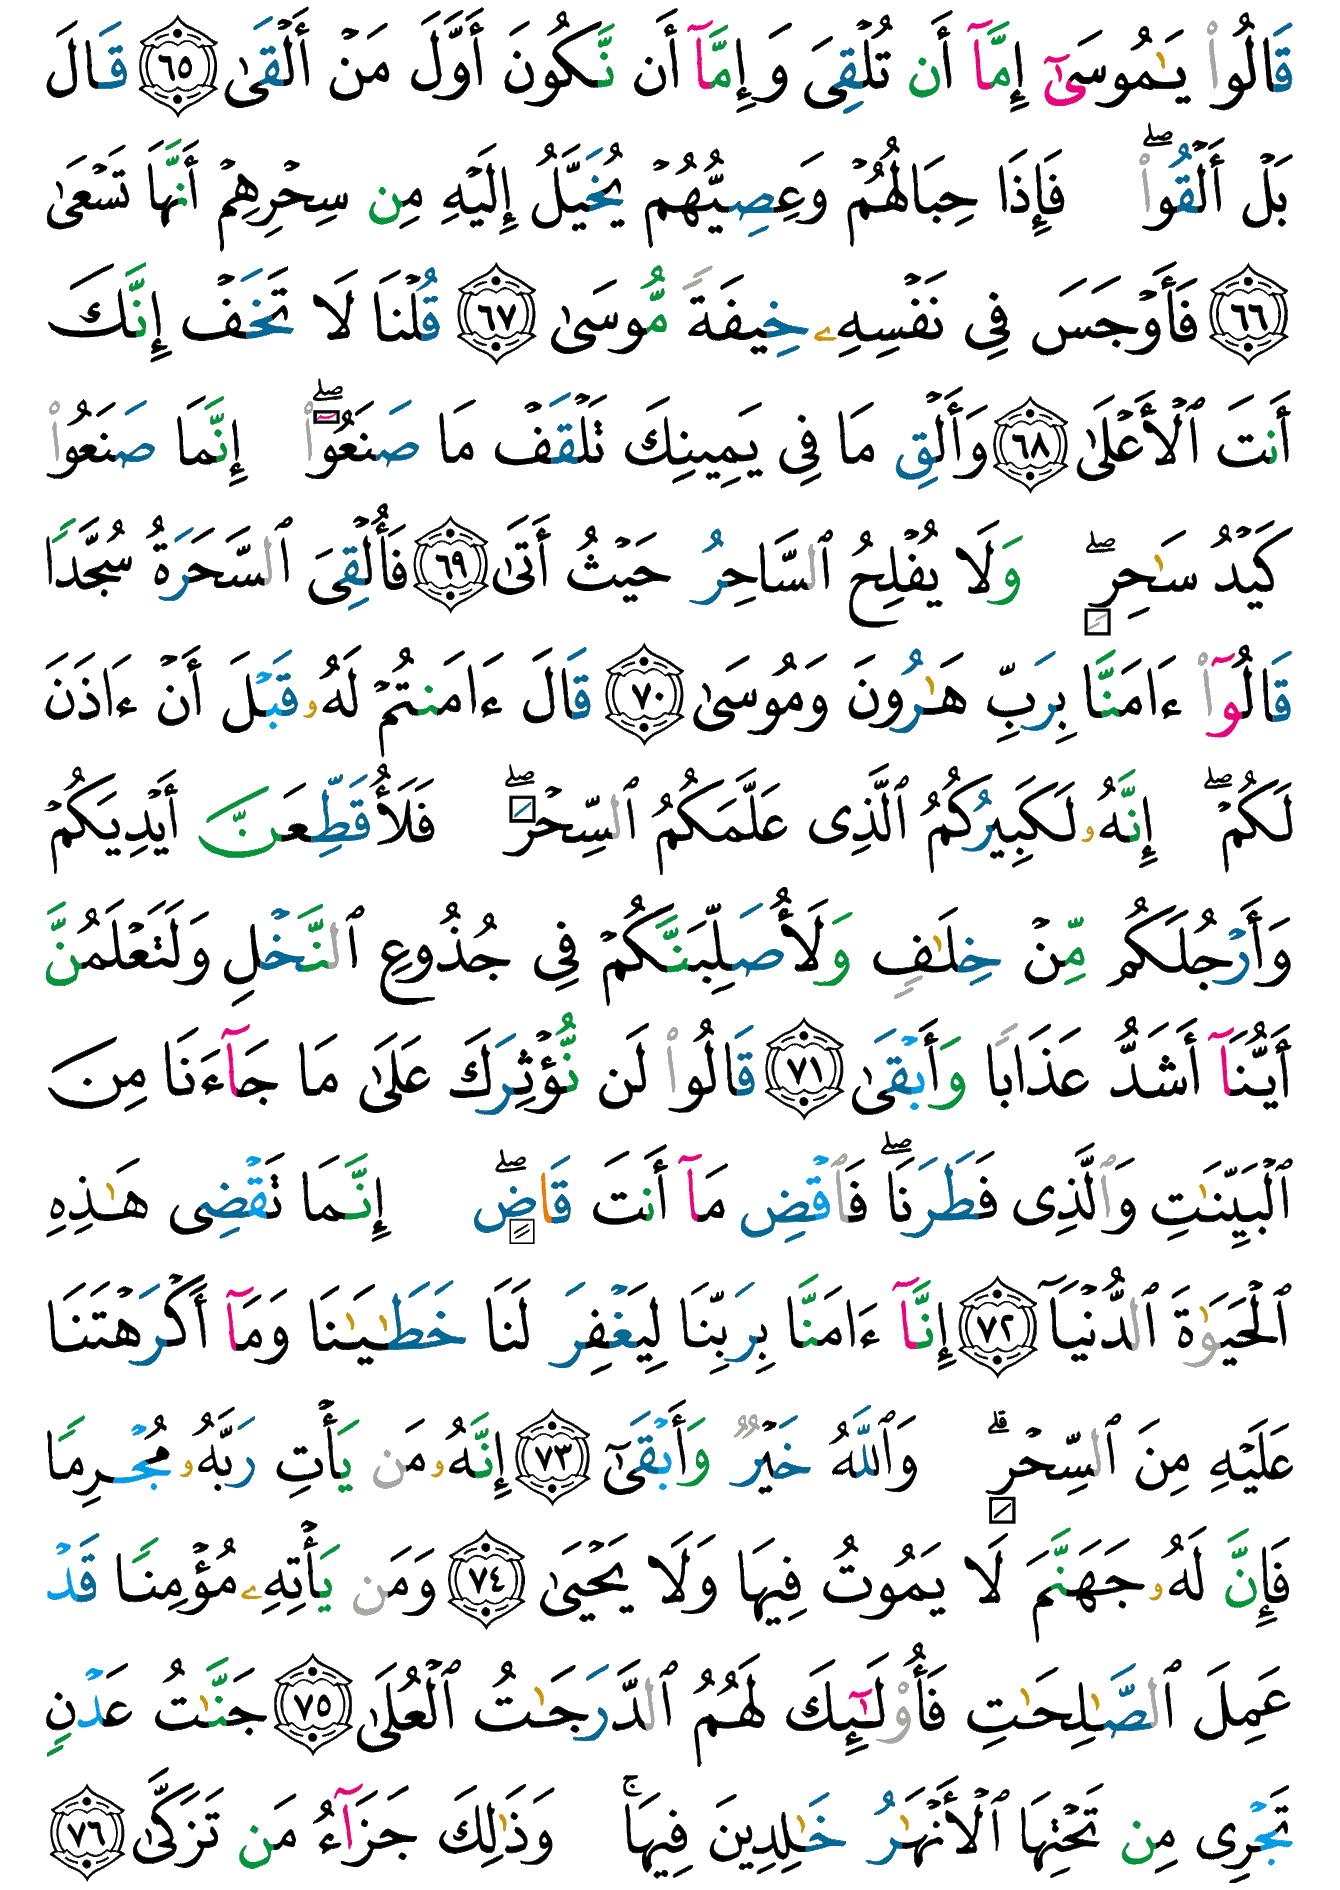 قَالُوا۟ يَـٰمُوسَىٰٓ إِمَّآ أَن تُلْقِىَ وَإِمَّآ أَن نَّكُونَ أَوَّلَ مَنْ أَلْقَىٰ ٦٥ قَالَ
بَلْ أَلْقُوا۟ ۖ فَإِذَا حِبَالُهُمْ وَعِصِيُّهُمْ يُخَيَّلُ إِلَيْهِ مِن سِحْرِهِمْ أَنَّهَا تَسْعَىٰ
٦٦ فَأَوْجَسَ فِى نَفْسِهِۦ خِيفَةً مُّوسَىٰ ٦٧ قُلْنَا لَا تَخَفْ إِنَّكَ
أَنتَ ٱلْأَعْلَىٰ ٦٨ وَأَلْقِ مَا فِى يَمِينِكَ تَلْقَفْ مَا صَنَعُوٓا۟ ۖ إِنَّمَا صَنَعُوا۟
كَيْدُ سَـٰحِرٍ ۖ وَلَا يُفْلِحُ ٱلسَّاحِرُ حَيْثُ أَتَىٰ ٦٩ فَأُلْقِىَ ٱلسَّحَرَةُ سُجَّدًا
قَالُوٓا۟ ءَامَنَّا بِرَبِّ هَـٰرُونَ وَمُوسَىٰ ٧٠ قَالَ ءَامَنتُمْ لَهُۥ قَبْلَ أَنْ ءَاذَنَ
لَكُمْ ۖ إِنَّهُۥ لَكَبِيرُكُمُ ٱلَّذِى عَلَّمَكُمُ ٱلسِّحْرَ ۖ فَلَأُقَطِّعَنَّ أَيْدِيَكُمْ
وَأَرْجُلَكُم مِّنْ خِلَـٰفٍ وَلَأُصَلِّبَنَّكُمْ فِى جُذُوعِ ٱلنَّخْلِ وَلَتَعْلَمُنَّ
أَيُّنَآ أَشَدُّ عَذَابًا وَأَبْقَىٰ ٧١ قَالُوا۟ لَن نُّؤْثِرَكَ عَلَىٰ مَا جَآءَنَا مِنَ
ٱلْبَيِّنَـٰتِ وَٱلَّذِى فَطَرَنَا ۖ فَٱقْضِ مَآ أَنتَ قَاضٍ ۖ إِنَّمَا تَقْضِى هَـٰذِهِ
ٱلْحَيَوٰةَ ٱلدُّنْيَآ ٧٢ إِنَّآ ءَامَنَّا بِرَبِّنَا لِيَغْفِرَ لَنَا خَطَـٰيَـٰنَا وَمَآ أَكْرَهْتَنَا
عَلَيْهِ مِنَ ٱلسِّحْرِ ۗ وَٱللَّهُ خَيْرٌ وَأَبْقَىٰٓ ٧٣ إِنَّهُۥ مَن يَأْتِ رَبَّهُۥ مُجْرِمًا
فَإِنَّ لَهُۥ جَهَنَّمَ لَا يَمُوتُ فِيهَا وَلَا يَحْيَىٰ ٧٤ وَمَن يَأْتِهِۦ مُؤْمِنًا قَدْ
عَمِلَ ٱلصَّـٰلِحَـٰتِ فَأُو۟لَـٰٓئِكَ لَهُمُ ٱلدَّرَجَـٰتُ ٱلْعُلَىٰ ٧٥ جَنَّـٰتُ عَدْنٍ
تَجْرِى مِن تَحْتِهَا ٱلْأَنْهَـٰرُ خَـٰلِدِينَ فِيهَا ۚ وَذَٰلِكَ جَزَآءُ مَن تَزَكَّىٰ ٧٦